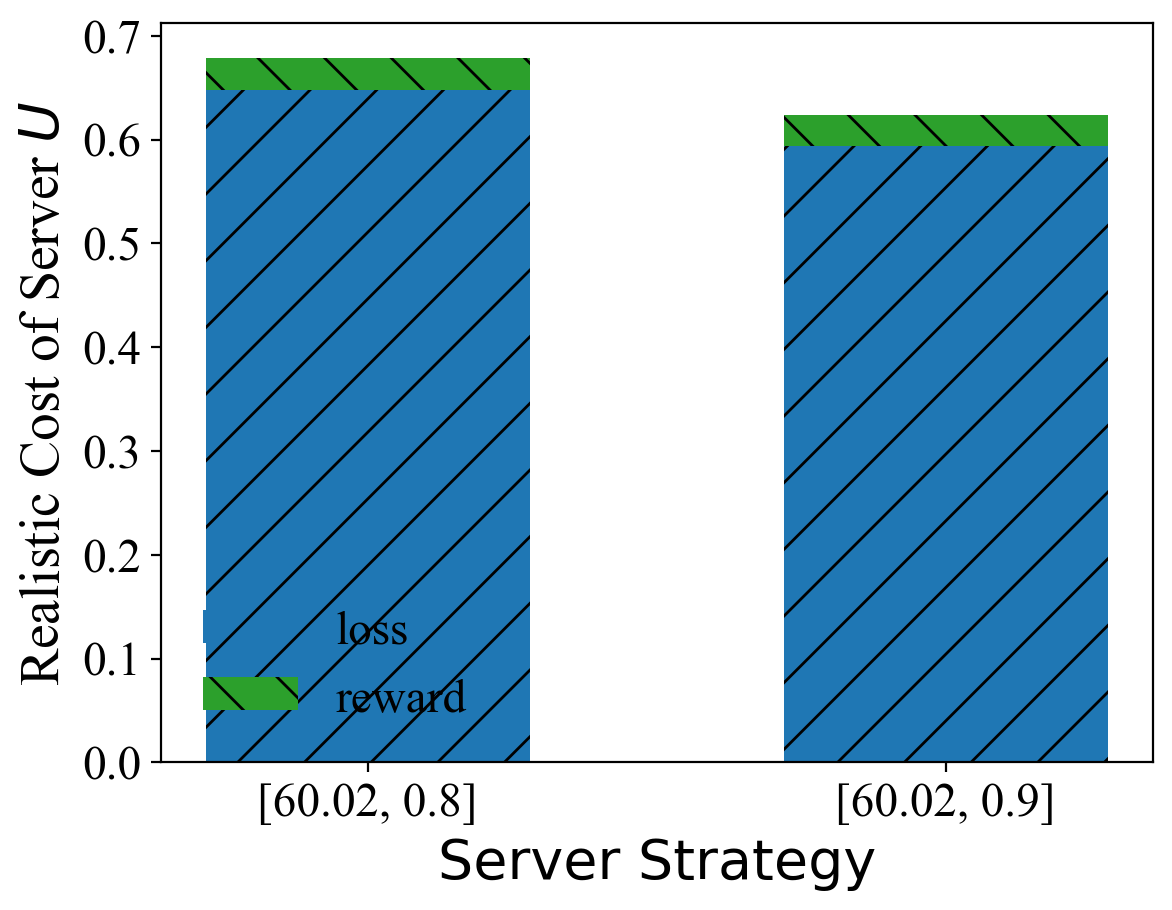 Realistic Cost of Server U
0.7
0.6
0.5
0.4
0.3
0.2
0.1
0.0
loss
reward
[60.02, 0.8]
[60.02, 0.9]
Server Strategy